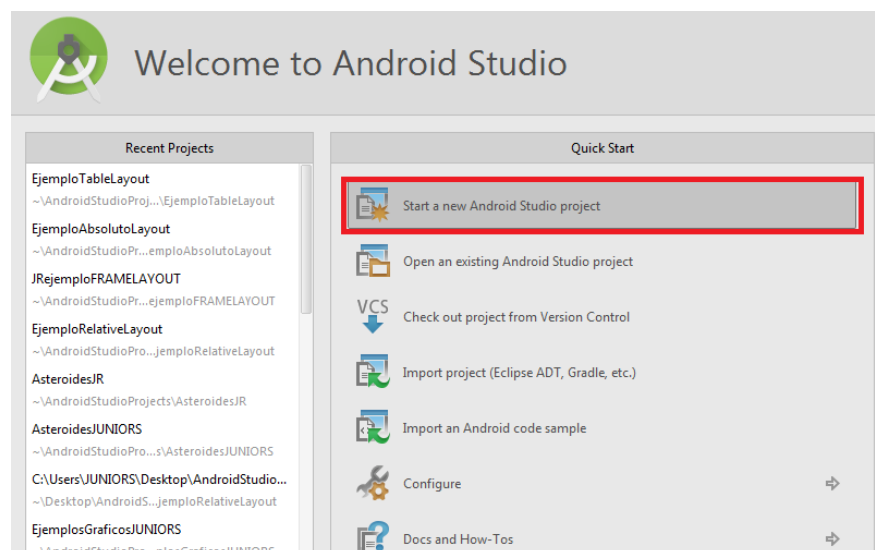 Welcome to Android Studio
Recent Projects
EjemploTableLayout
~\AndroidStudioProj...\EjemploTableLayout
EjemploAbsolutoLayout
~\AndroidStudioPr...emploAbsolutoLayout
JRejemploFRAMELAYOUT
~\AndroidStudioPr...ejemploFRAMELAYOUT
EjemploRelativeLayout
~\AndroidStudioPro...jemploRelativeLayout
AsteroidesJR
~\AndroidStudioProjects\AsteroidesJR
AsteroidesJUNIORS
~\AndroidStudioPro...s\AsteroidesJUNIORS
C:\Users\JUNIORS\Desktop\AndroidStudio...
~\Desktop\AndroidS...jemploRelativeLayout
EjemplosGraficosJUNIORS
Quick Start
Start a new Android Studio project
Open an existing Android Studio project
VCS
Check out project from Version Control
Import project (Eclipse ADT, Gradle, etc.)
Import an Android code sample
Configure
Docs and How-Tos